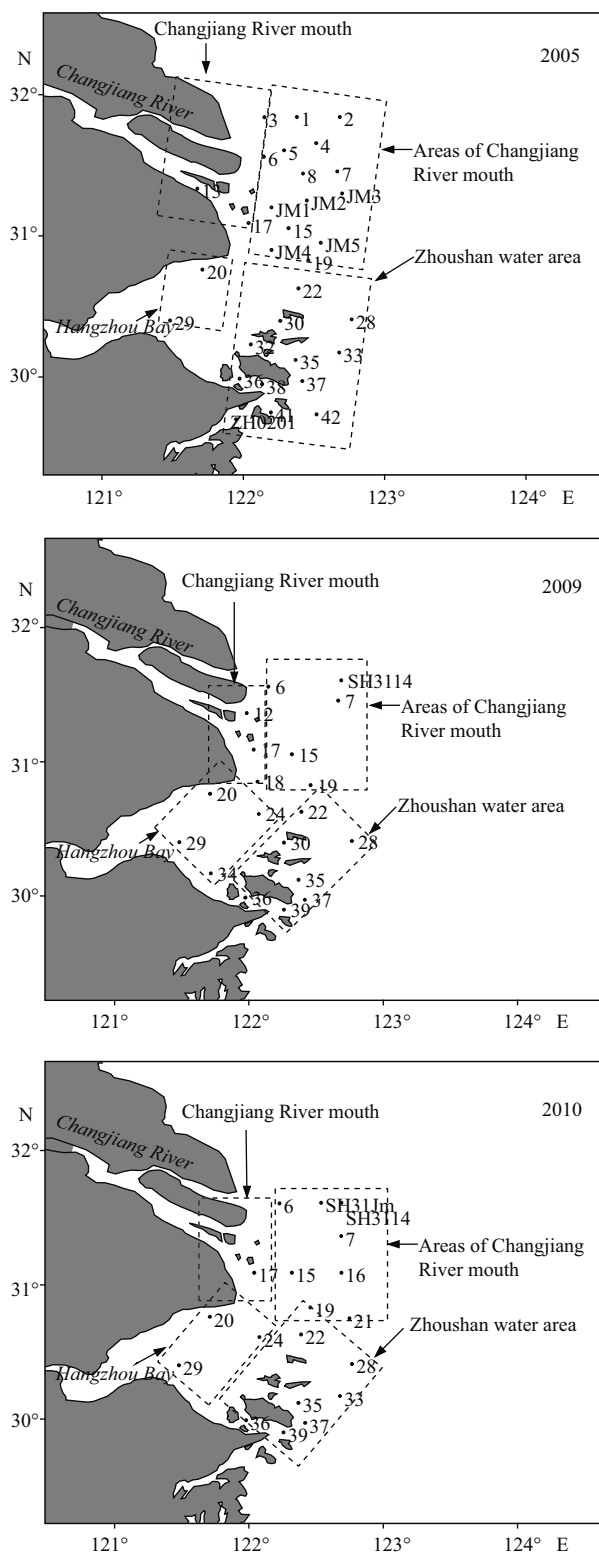 Changjiang River mouth
N
2005
Changjiang River
32°
3
1
2
6
5
4
Areas of Changjiang
River mouth
8
7
13
JM1
JM2
JM3
17
15
31°
JM4
JM5
19
Zhoushan water area
20
22
Hangzhou Bay
29
30
28
32
35
33
30°
36
38
37
41
42
ZH0201
121°
122°
123°
124°
E
Changjiang River mouth
N
2009
Changjiang River
32°
6
SH3114
7
12
Areas of Changjiang
River mouth
17
15
31°
18
19
20
24
22
Zhoushan water area
Hangzhou Bay
29
30
28
34
35
30°
36
37
39
121°
122°
123°
124°
E
Changjiang River mouth
N
2010
Changjiang River
32°
6
SH31Im
SH3114
7
Areas of Changjiang
River mouth
17
15
16
31°
19
20
21
24
22
Zhoushan water area
Hangzhou Bay
29
28
35
33
30°
36
37
39
121°
122°
123°
124°
E